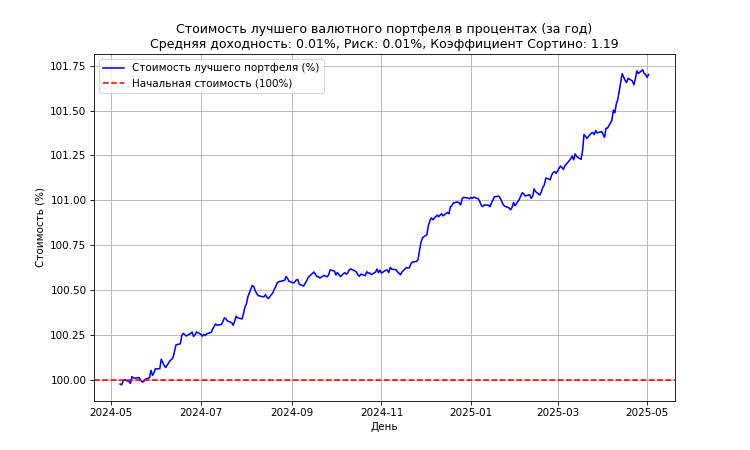 Стоимость лучшего валютного портфеля в процентах (за год)
Средняя доходность: 0.01%, Риск: 0.01%, Коэффициент Сортино: 1.19
Стоимость лучшего портфеля (%)
Начальная стоимость (100%)
Стоимость (%)
101.75
101.50
101.25
101.00
100.75
100.50
100.25
100.00
2024-05 2024-07 2024-09 2024-11 2025-01 2025-03 2025-05
День